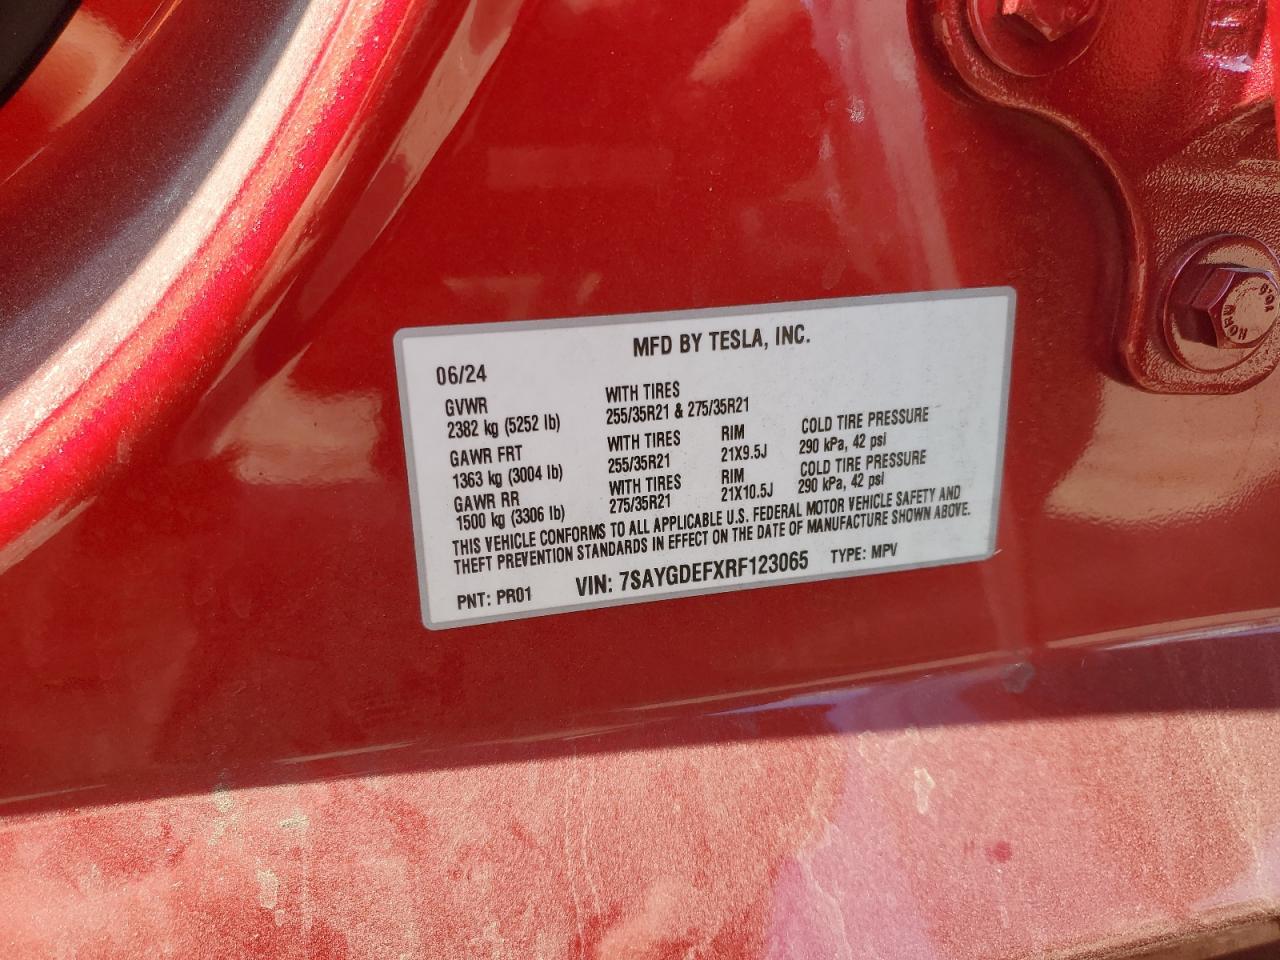 MFD BY TESLA, INC.
06/24
GVWR
2382 kg (5252 lb)
WITH TIRES
255/35R21 & 275/35R21
GAWR FRT
1363 kg (3004 lb)
WITH TIRES
255/35R21
RIM
21X9.5J
COLD TIRE PRESSURE
290 kPa, 42 psi
GAWR RR
1500 kg (3306 lb)
WITH TIRES
275/35R21
RIM
21X10.5J
COLD TIRE PRESSURE
290 kPa, 42 psi
THIS VEHICLE CONFORMS TO ALL APPLICABLE U.S. FEDERAL MOTOR VEHICLE SAFETY AND
THEFT PREVENTION STANDARDS IN EFFECT ON THE DATE OF MANUFACTURE SHOWN ABOVE.
PNT: PR01
VIN: 7SAYGDEFXRF123065
TYPE: MPV